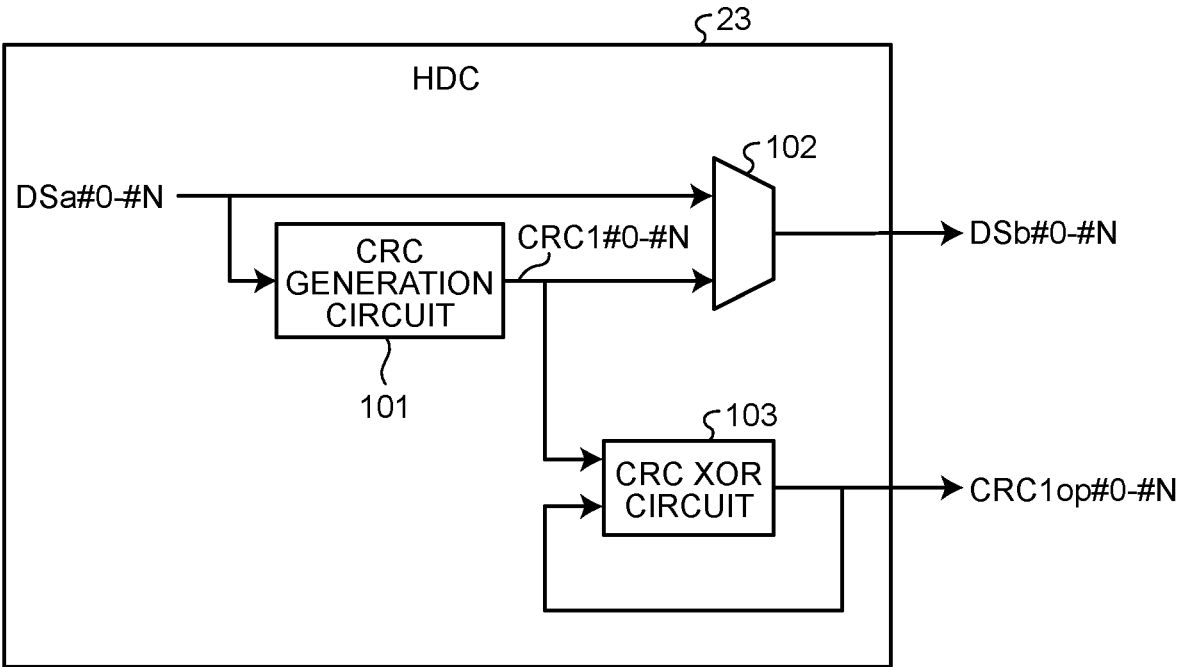 23
HDC
102
DSa#0-#N
CRC1#0-#N
DSb#0-#N
CRC
GENERATION
CIRCUIT
101
103
CRC XOR
CIRCUIT
CRC1op#0-#N